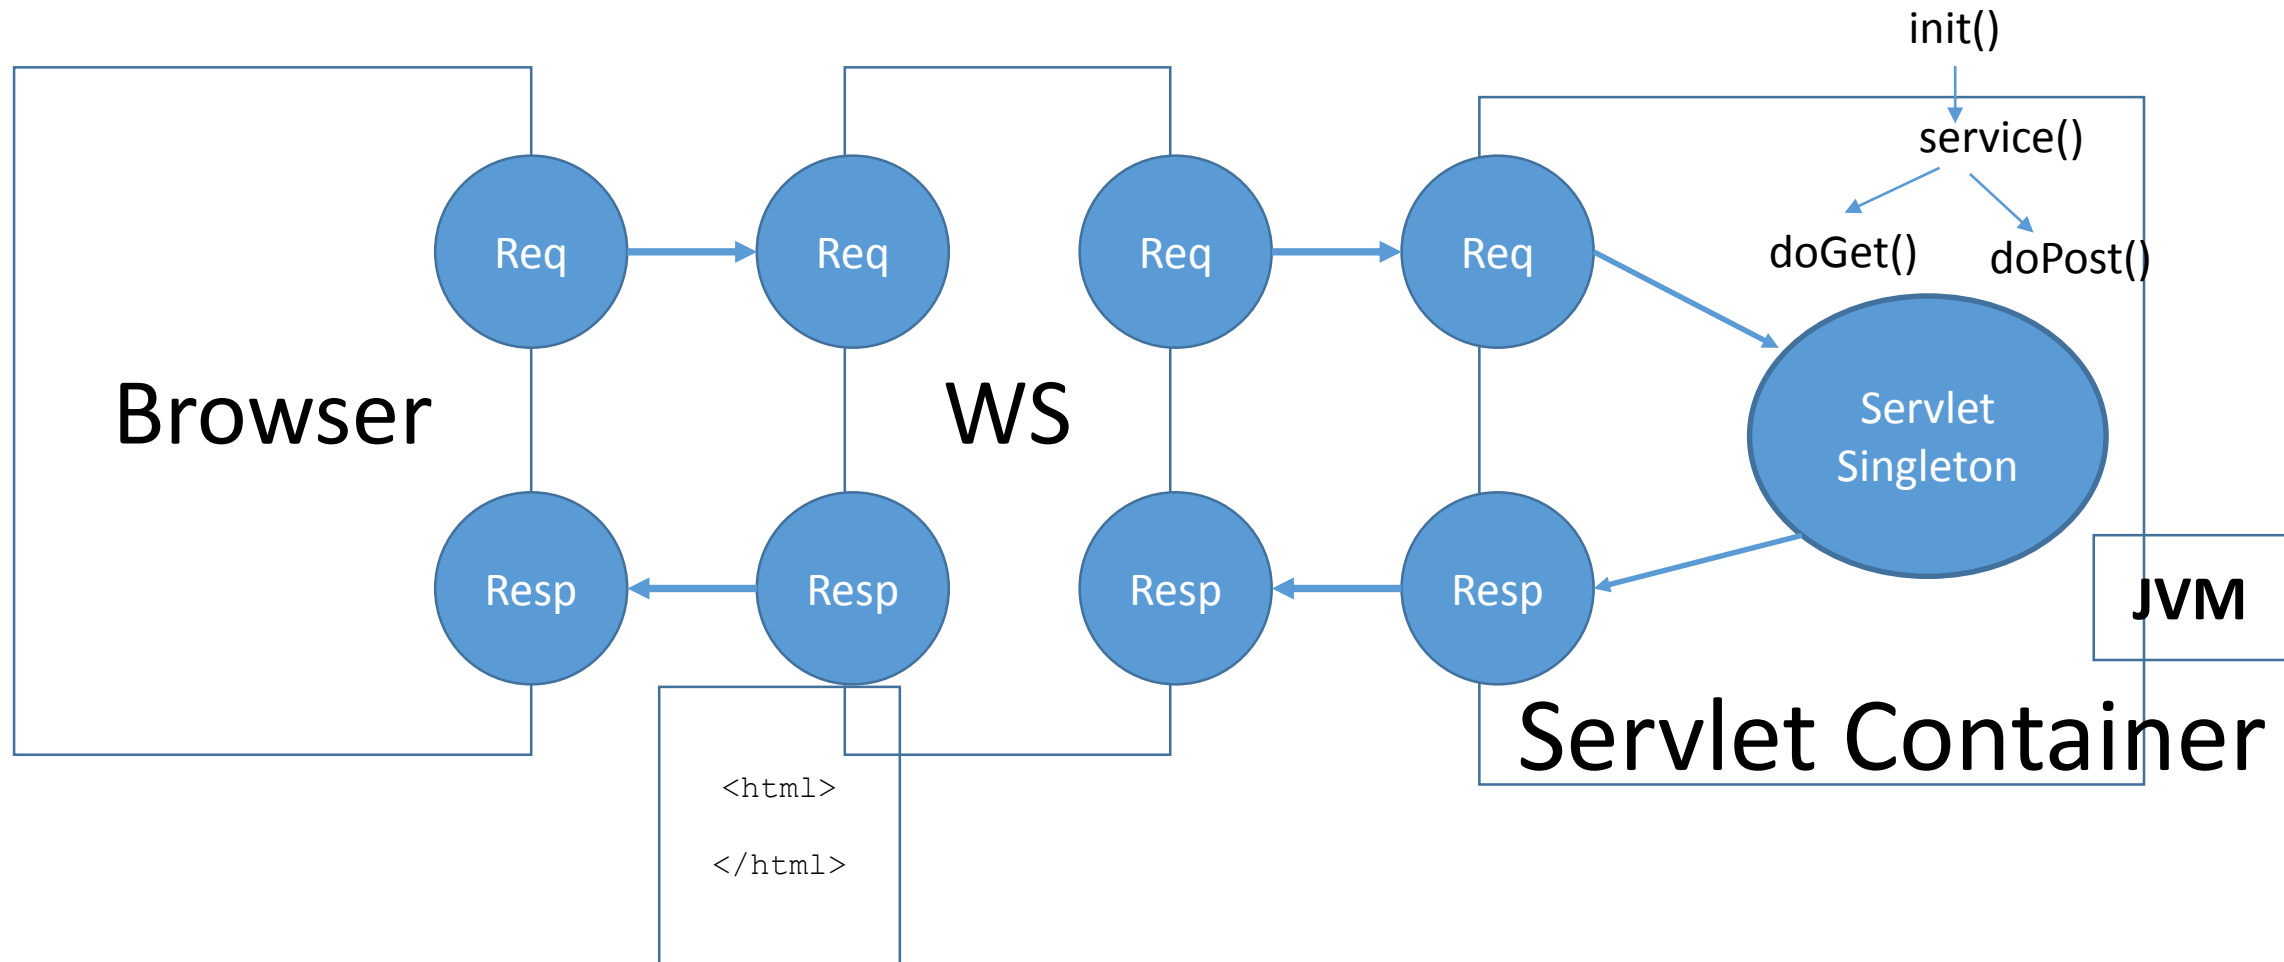 init()
service()
doGet()
doPost()
Req
Req
Req
Req
Browser
WS
Servlet
Singleton
Resp
Resp
Resp
Resp
JVM
Servlet Container
<html>
</html>